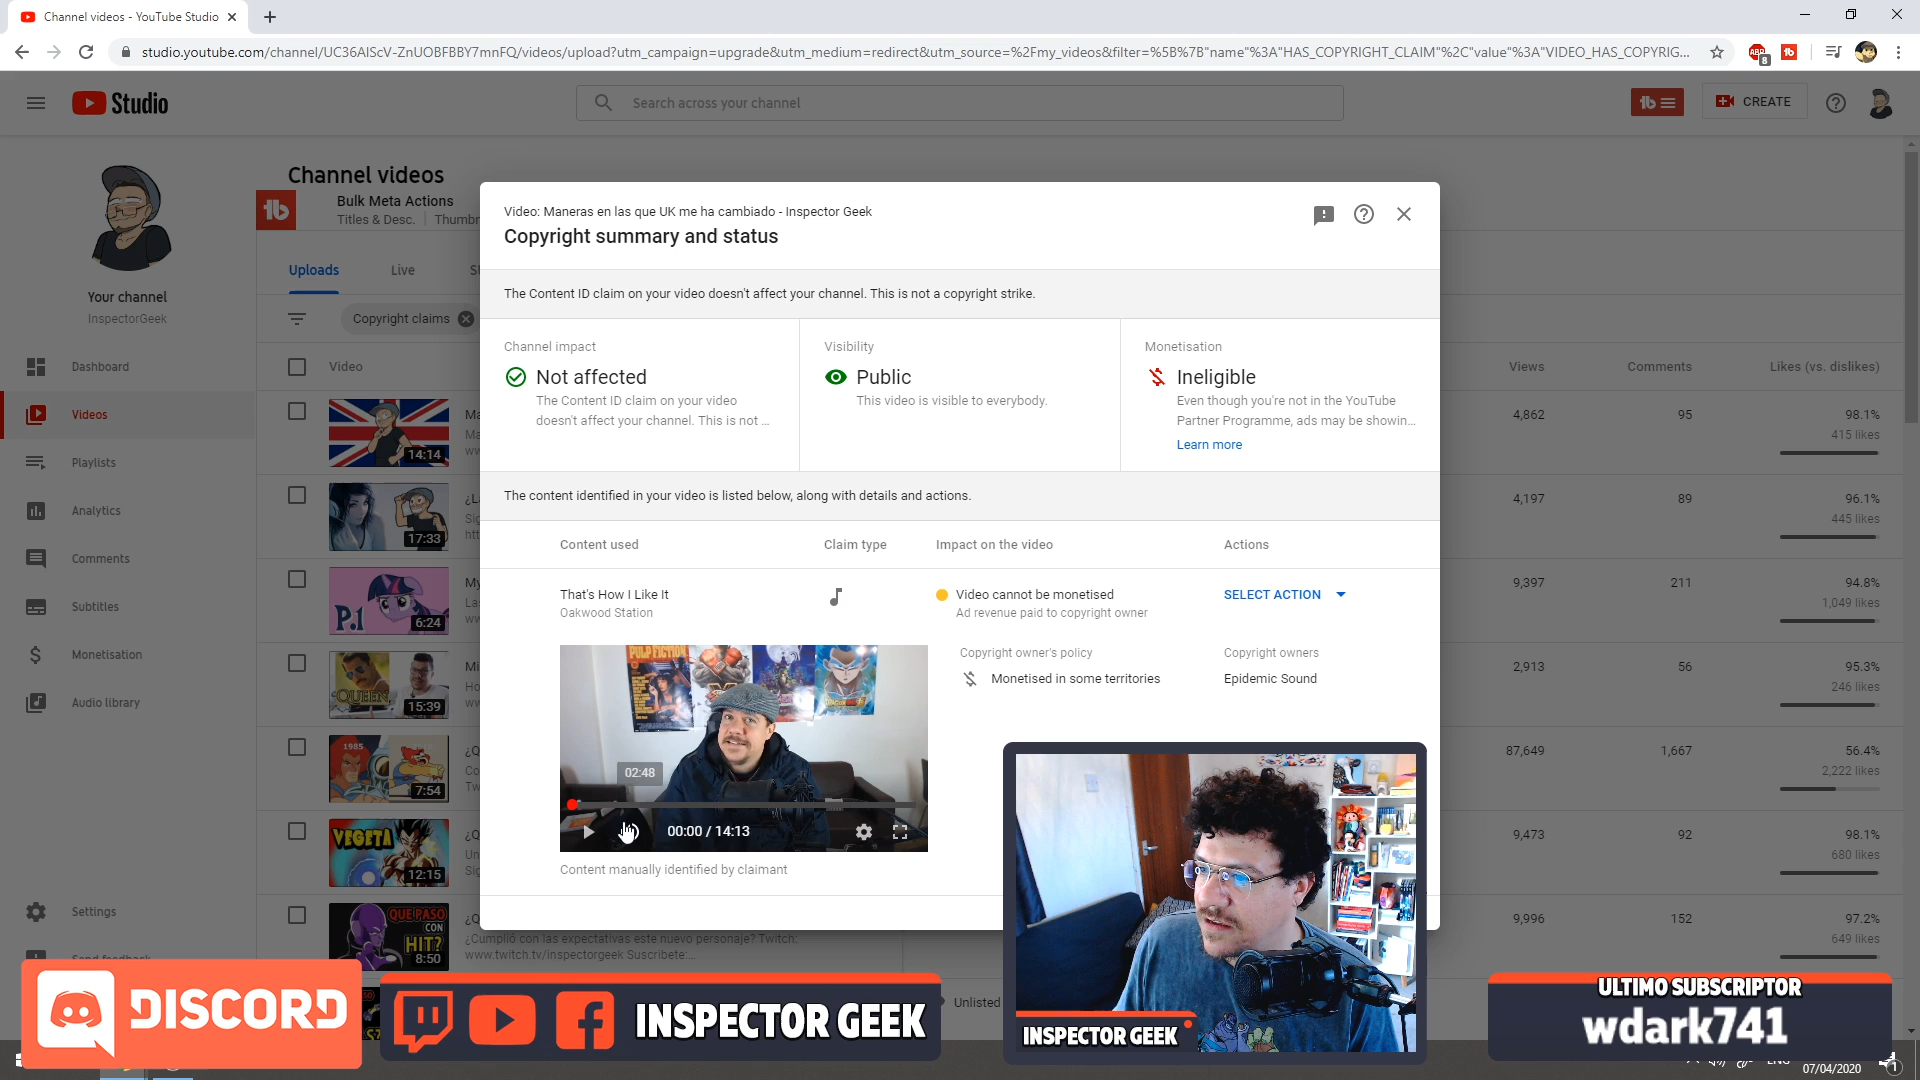 Channel videos - YouTube Studio
studio.youtube.com/channel/UC36AlScV-ZnUOBFBBY7mnFQ/videos/upload?utm_campaign=upgrade&utm_medium=redirect&utm_source=%2Fmy_videos&filter=%5B%7B"name"%3A"HAS_COPYRIGHT_CLAIM"%2C"value"%3A"VIDEO_HAS_COPYRIG...
ABP
8
Studio
Search across your channel
CREATE
Your channel
InspectorGeek
Dashboard
Videos
Playlists
Analytics
Comments
Subtitles
Monetisation
Audio library
Settings
Channel videos
Bulk Meta Actions
Titles & Desc.
Uploads
Live
Copyright claims
Video
Views
Comments
Likes (vs. dislikes)
14:14
4,862
95
98.1%
415 likes
17:33
4,197
89
96.1%
445 likes
P.1
6:24
9,397
211
94.8%
1,049 likes
QUEEN
15:39
2,913
56
95.3%
246 likes
1985
7:54
87,649
1,667
56.4%
2,222 likes
VEGETA
12:15
9,473
92
98.1%
680 likes
QUE PASO
CON
HIT?
8:50
¿Cumplió con las expectativas este nuevo personaje? Twitch:
www.twitch.tv/inspectorgeek Suscribete:...
9,996
152
97.2%
649 likes
Unlisted
Video: Maneras en las que UK me ha cambiado - Inspector Geek
Copyright summary and status
The Content ID claim on your video doesn't affect your channel. This is not a copyright strike.
Channel impact
Not affected
The Content ID claim on your video
doesn't affect your channel. This is not ...
Visibility
Public
This video is visible to everybody.
Monetisation
Ineligible
Even though you're not in the YouTube
Partner Programme, ads may be showin...
Learn more
The content identified in your video is listed below, along with details and actions.
Content used
Claim type
Impact on the video
Actions
That's How I Like It
Oakwood Station
Video cannot be monetised
Ad revenue paid to copyright owner
SELECT ACTION
PULP FICTION
02:48
00:00 / 14:13
Content manually identified by claimant
Copyright owner's policy
Monetised in some territories
Copyright owners
Epidemic Sound
DISCORD
INSPECTOR GEEK
INSPECTOR GEEK
ULTIMO SUBSCRIPTOR
wdark741
07/04/2020
1